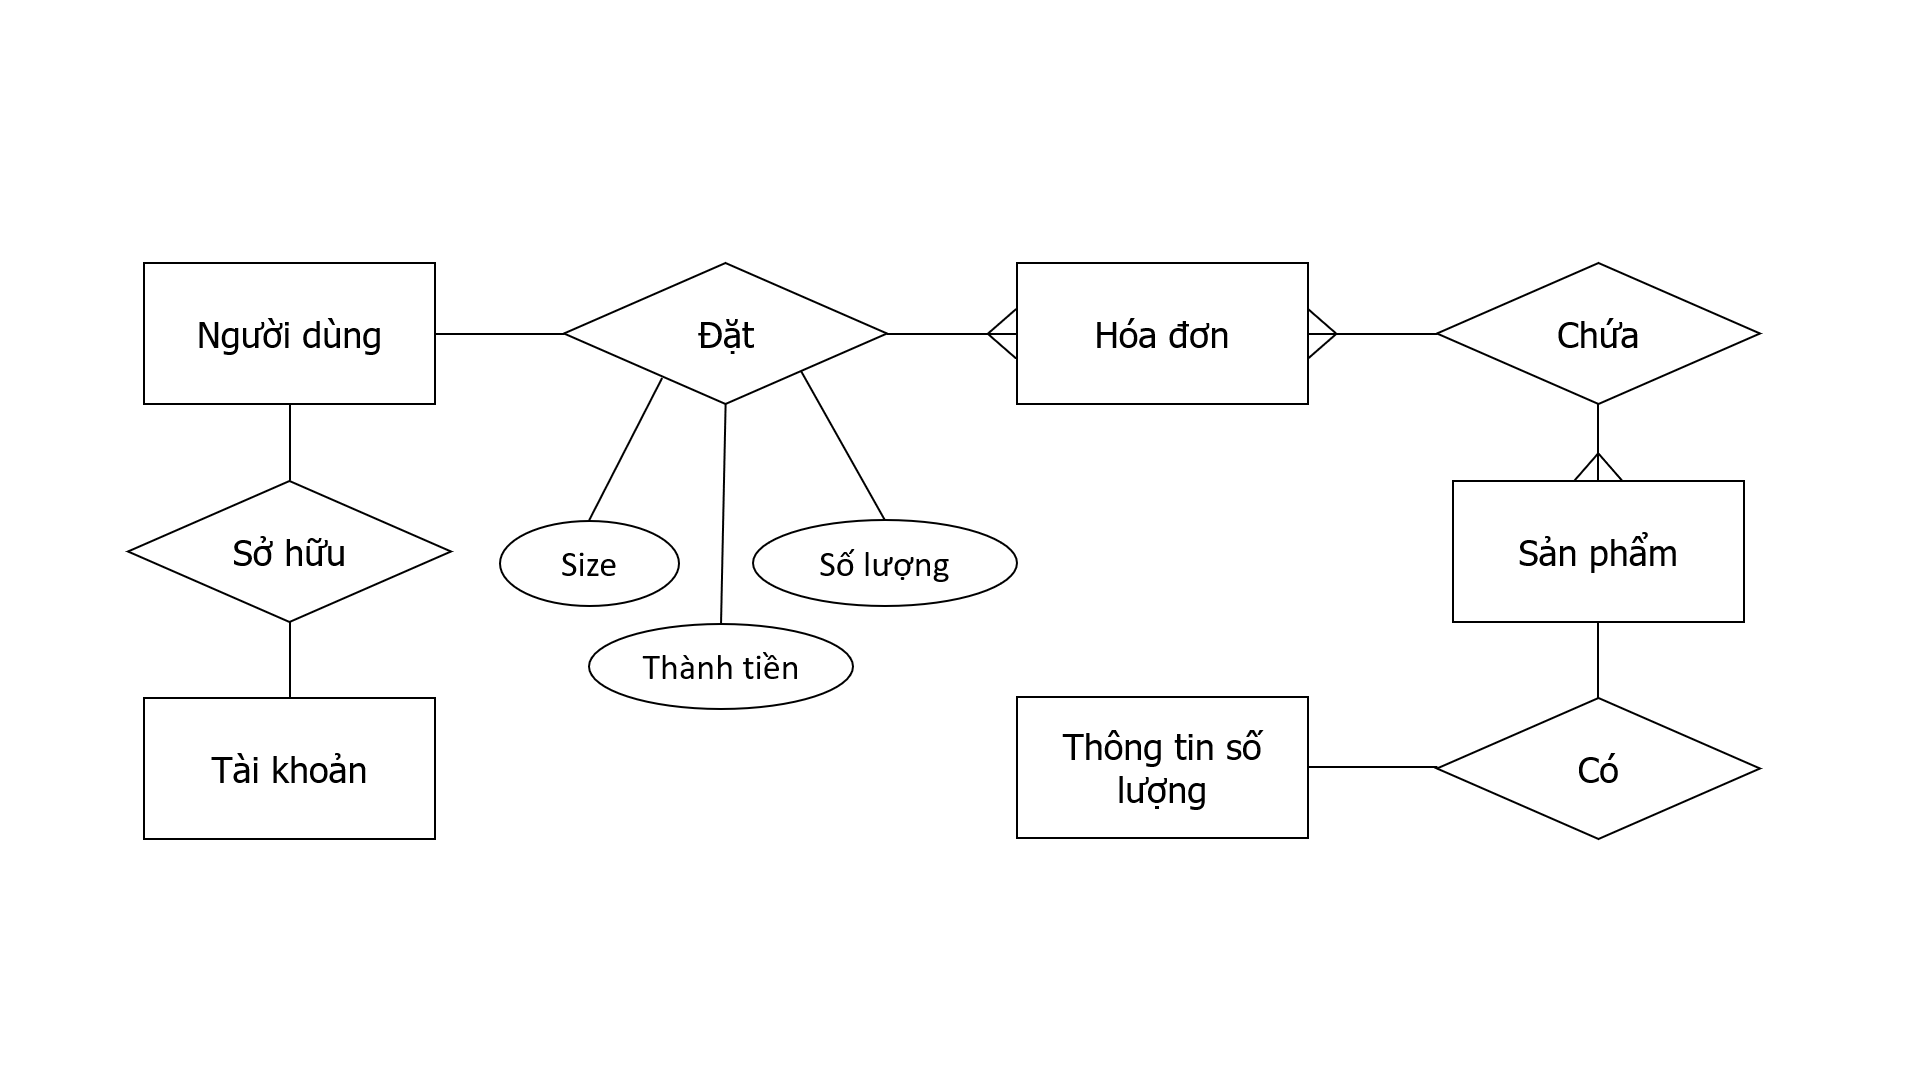 Người dùng
Đặt
Hóa đơn
Chứa
Sở hữu
Size
Số lượng
Sản phẩm
Thành tiền
Tài khoản
Thông tin số
lượng
Có